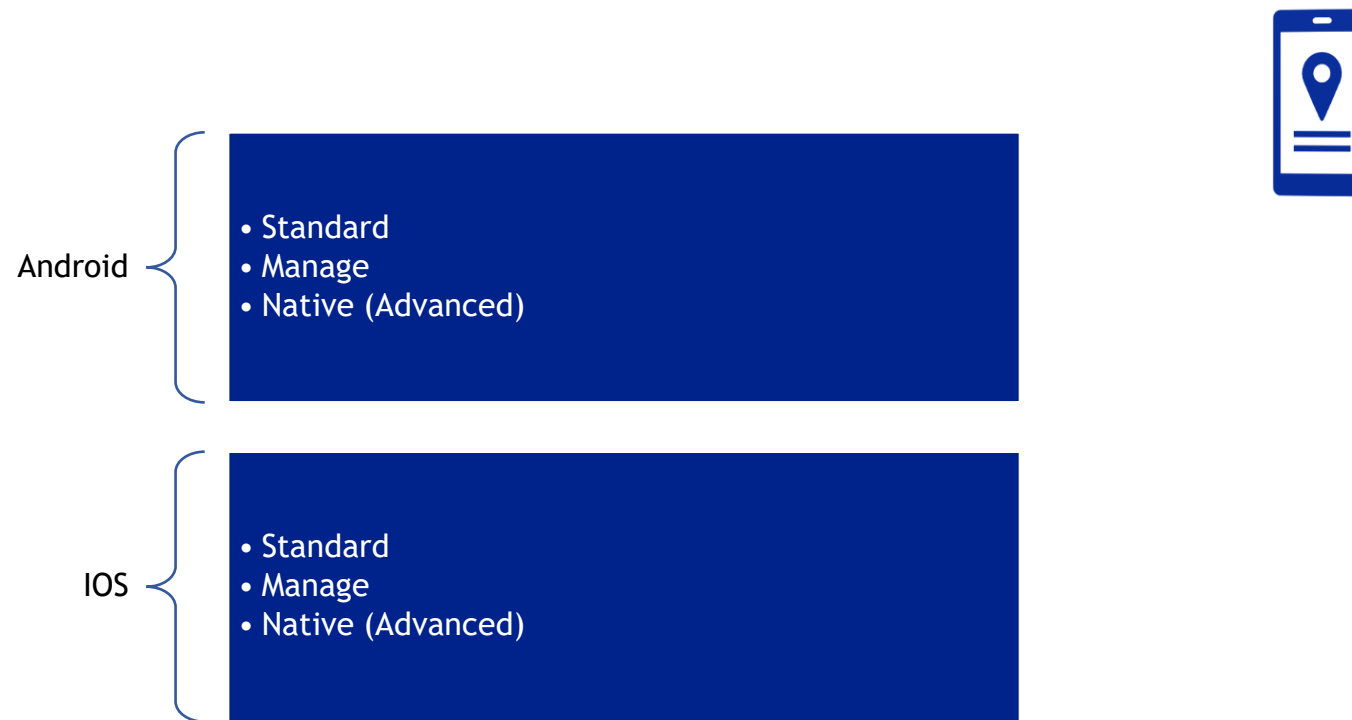 Android
• Standard
• Manage
• Native (Advanced)
IOS
• Standard
• Manage
• Native (Advanced)